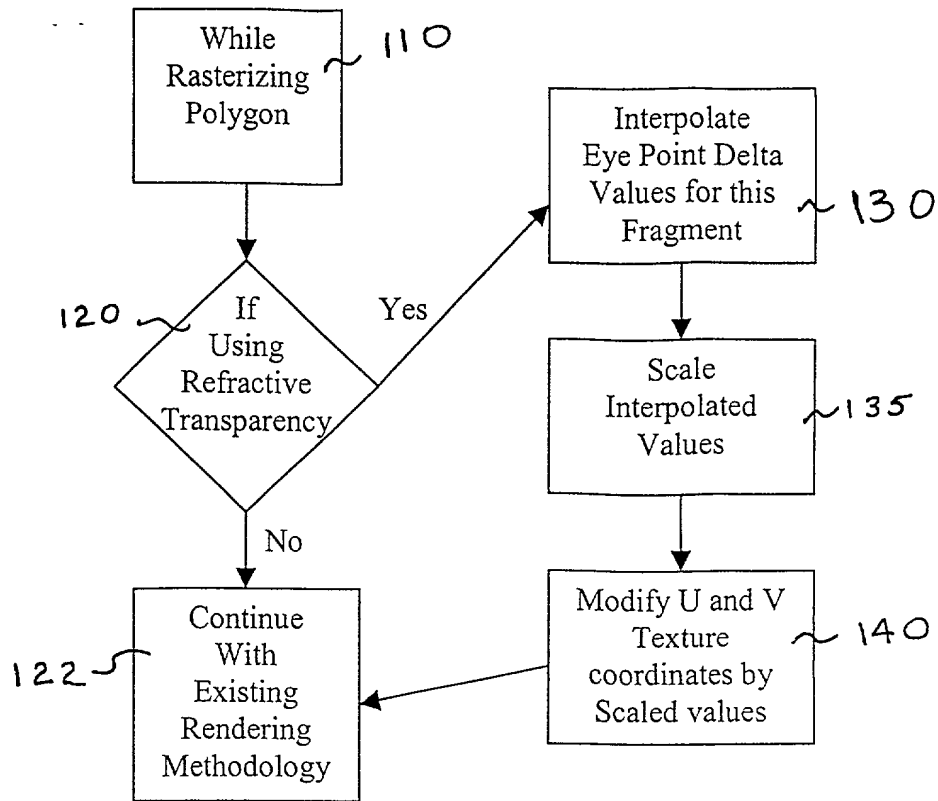 While
Rasterizing
Polygon
110
If
Using
Refractive
Transparency
120
Yes
No
Interpolate
Eye Point Delta
Values for this
Fragment
130
Scale
Interpolated
Values
135
Modify U and V
Texture
coordinates by
Scaled values
140
Continue
With
Existing
Rendering
Methodology
122